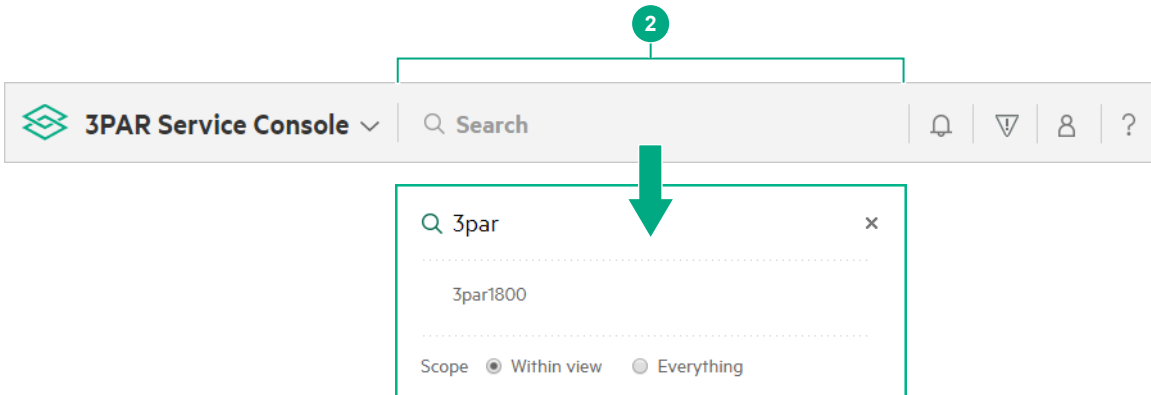 2
3PAR Service Console Search ?
3par ×
3par1800
Scope Within view Everything